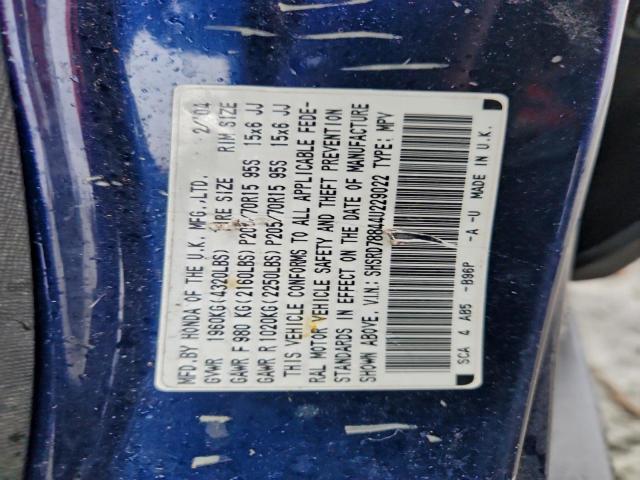 MFD.BY HONDA OF THE U.K. MFG.,LTD. 2/04
GVWR 1960KG(4320LBS) TIRE SIZE RIM SIZE
GAWR F 980 KG(2160LBS) P205/70R15 95S 15x6 JJ
GAWR R 1020KG(2250LBS) P205/70R15 95S 15x6 JJ
THIS VEHICLE CONFORMS TO ALL APPLICABLE FEDE-
RAL MOTOR VEHICLE SAFETY AND THEFT PREVENTION
STANDARDS IN EFFECT ON THE DATE OF MANUFACTURE
SHOWN ABOVE. V.I.N: SHSRD78844U229022 TYPE: MPV
SCA 4 AB5 -B96P -A -U MADE IN U.K.